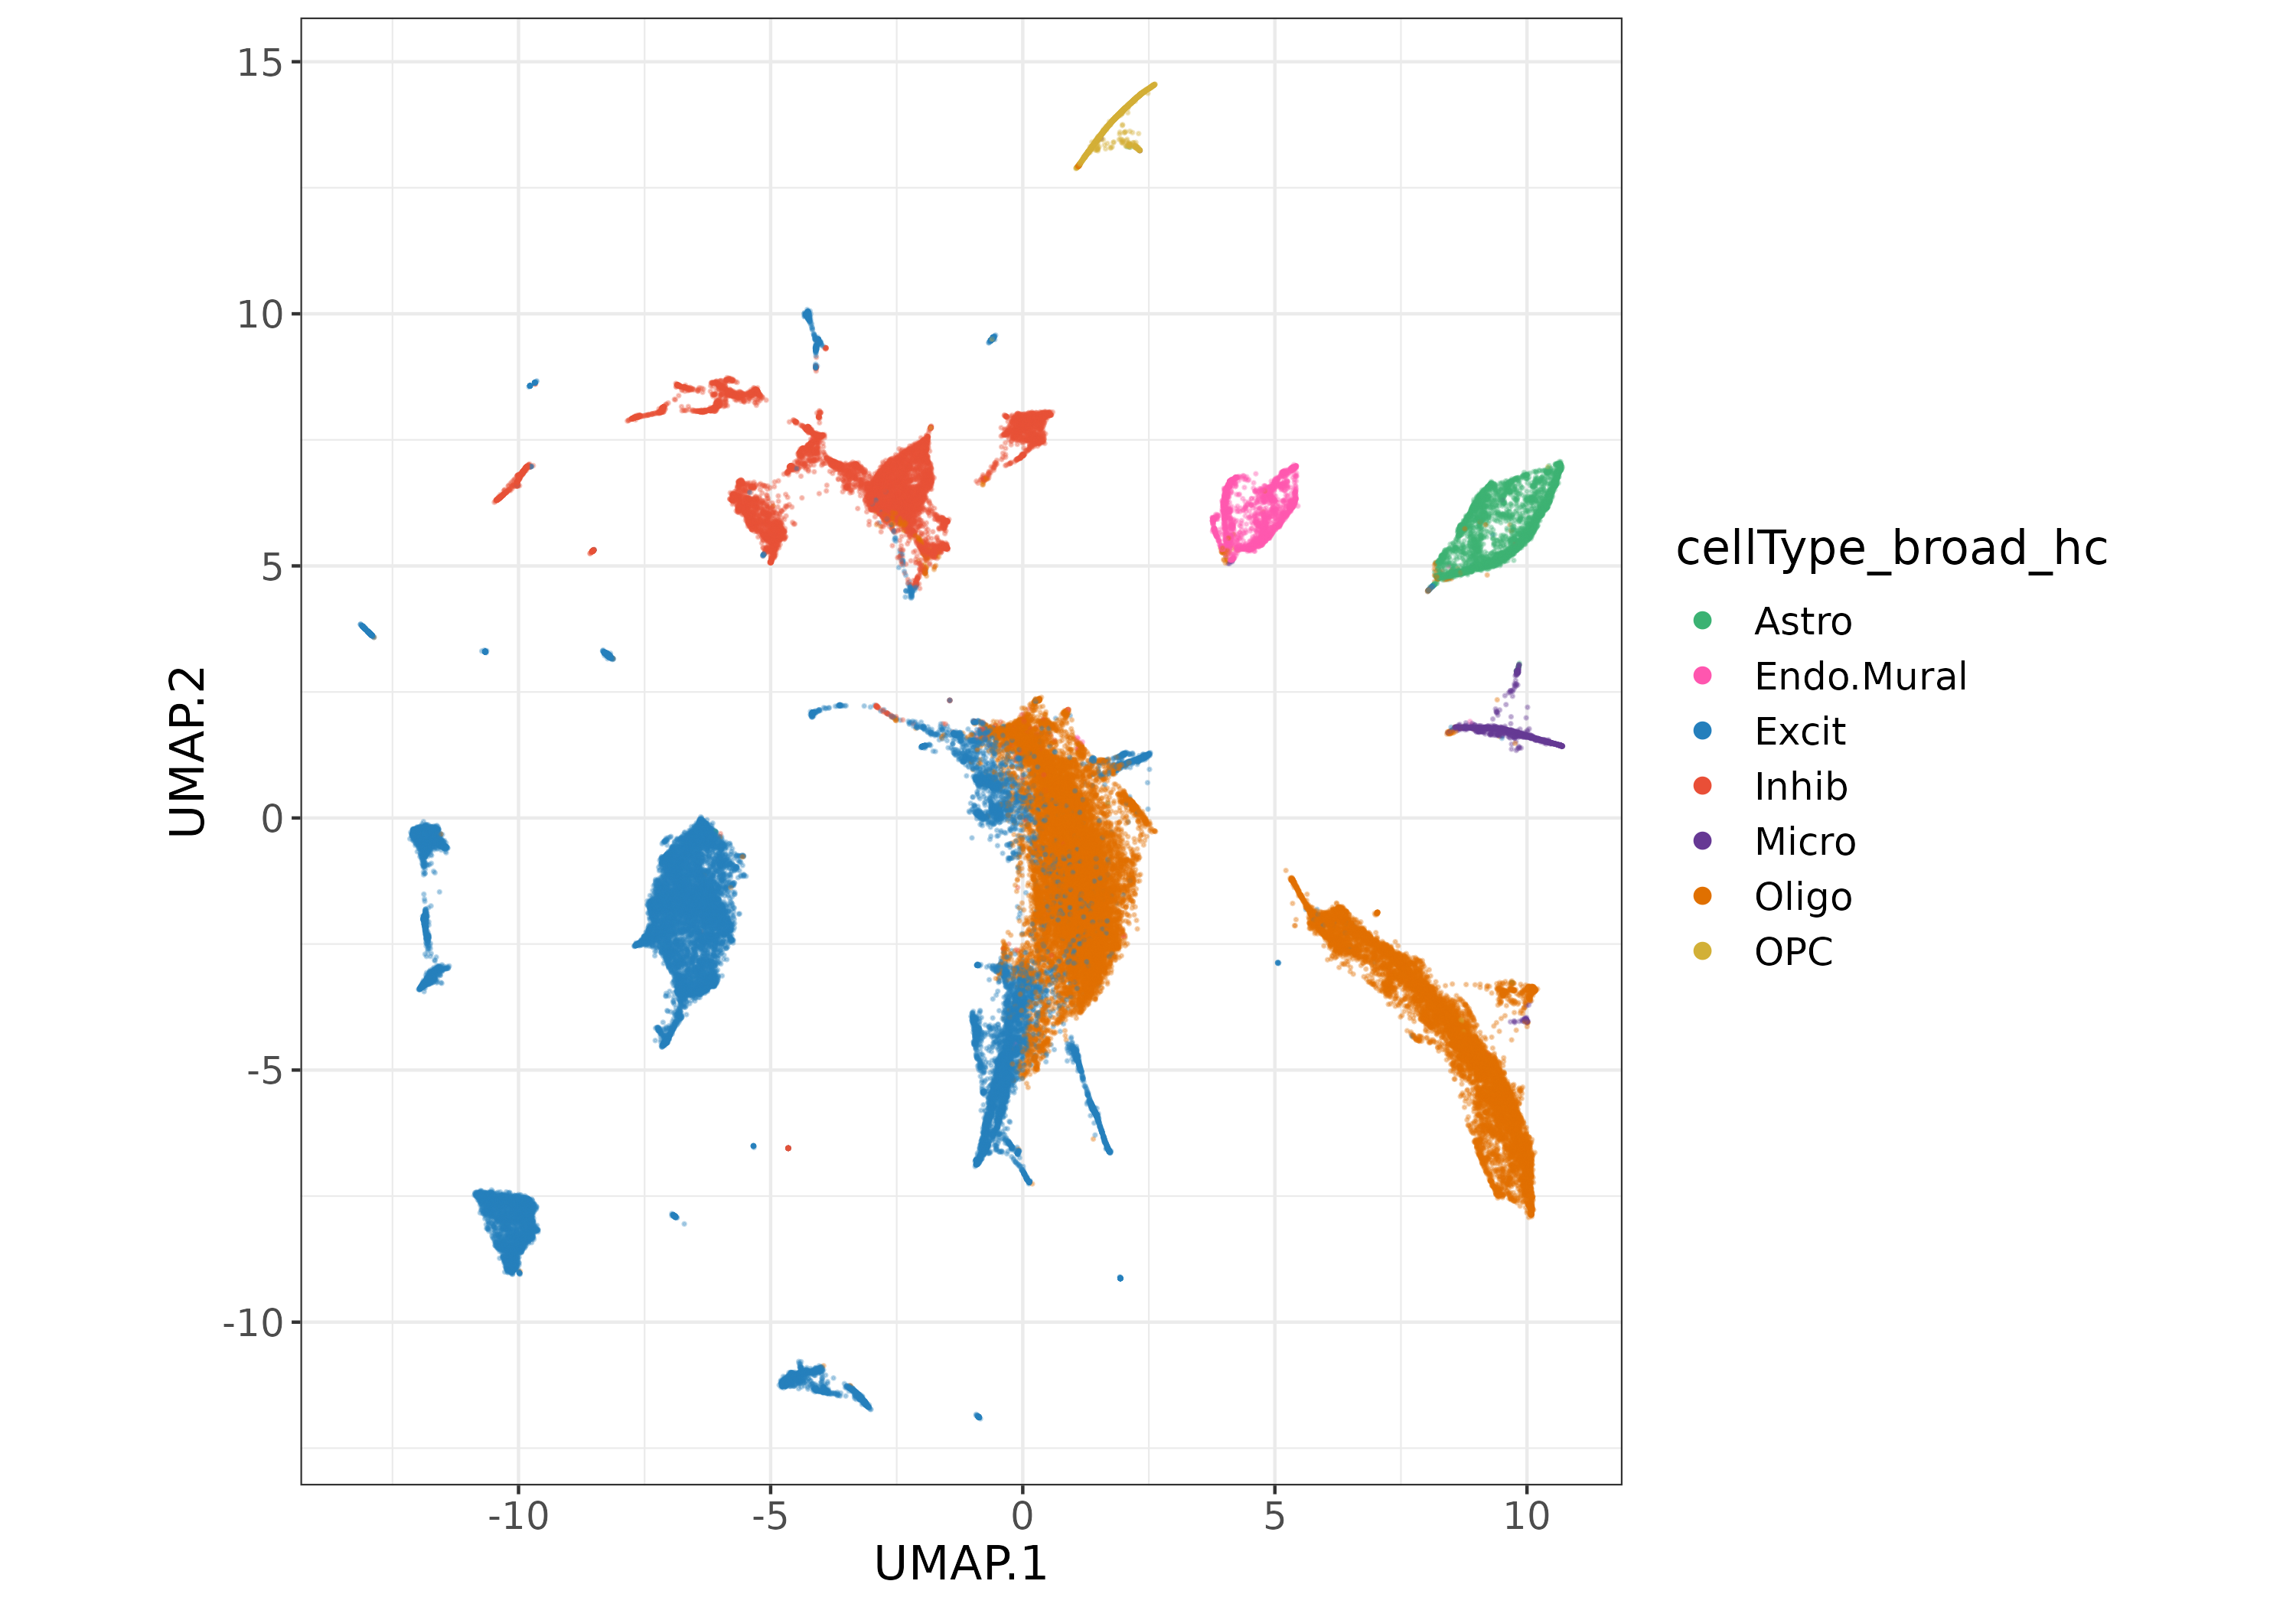 15
10
5
0
-5
-10
UMAP.2
-10
-5
0
5
10
UMAP.1
cellType_broad_hc
Astro
Endo.Mural
Excit
Inhib
Micro
Oligo
OPC